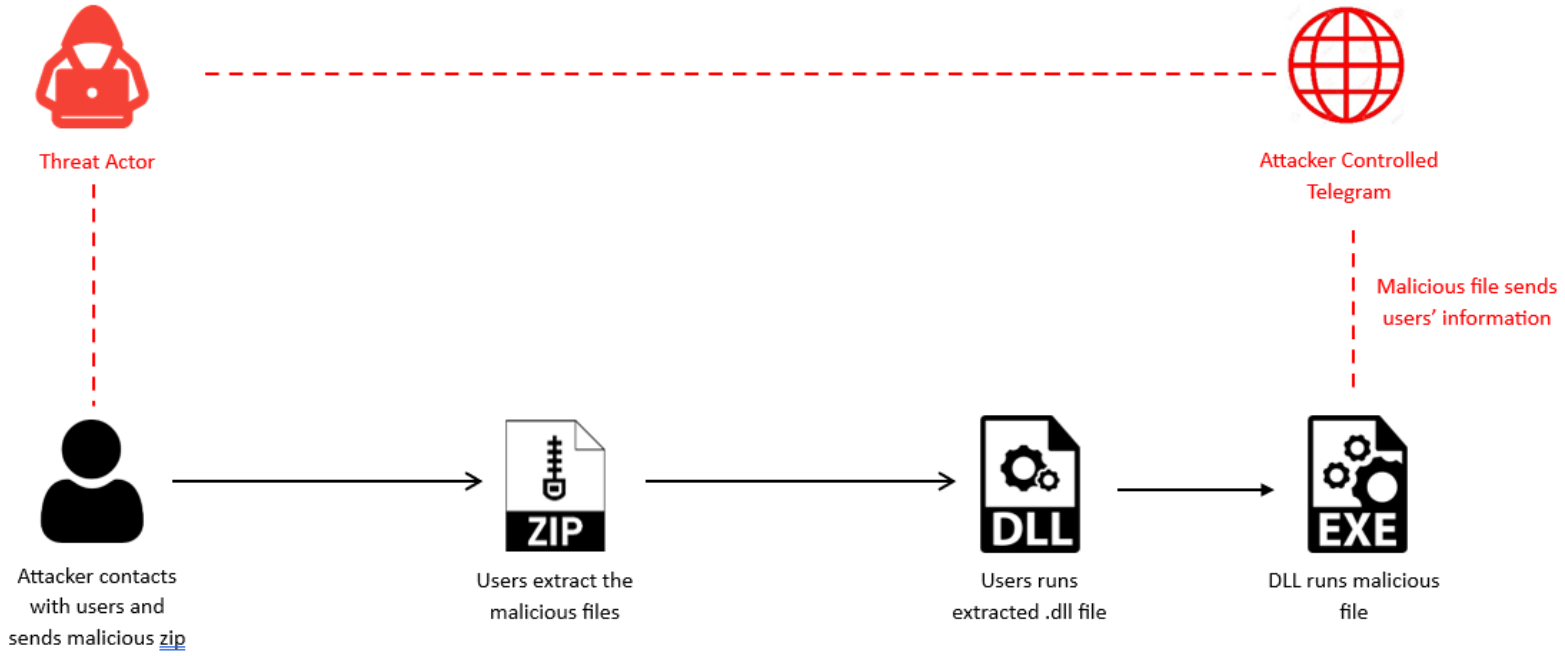 Threat Actor
Attacker Controlled
Telegram
Malicious file sends
users' information
ZIP
DLL
EXE
Attacker contacts
with users and
sends malicious zip
Users extract the
malicious files
Users runs
extracted .dll file
DLL runs malicious
file